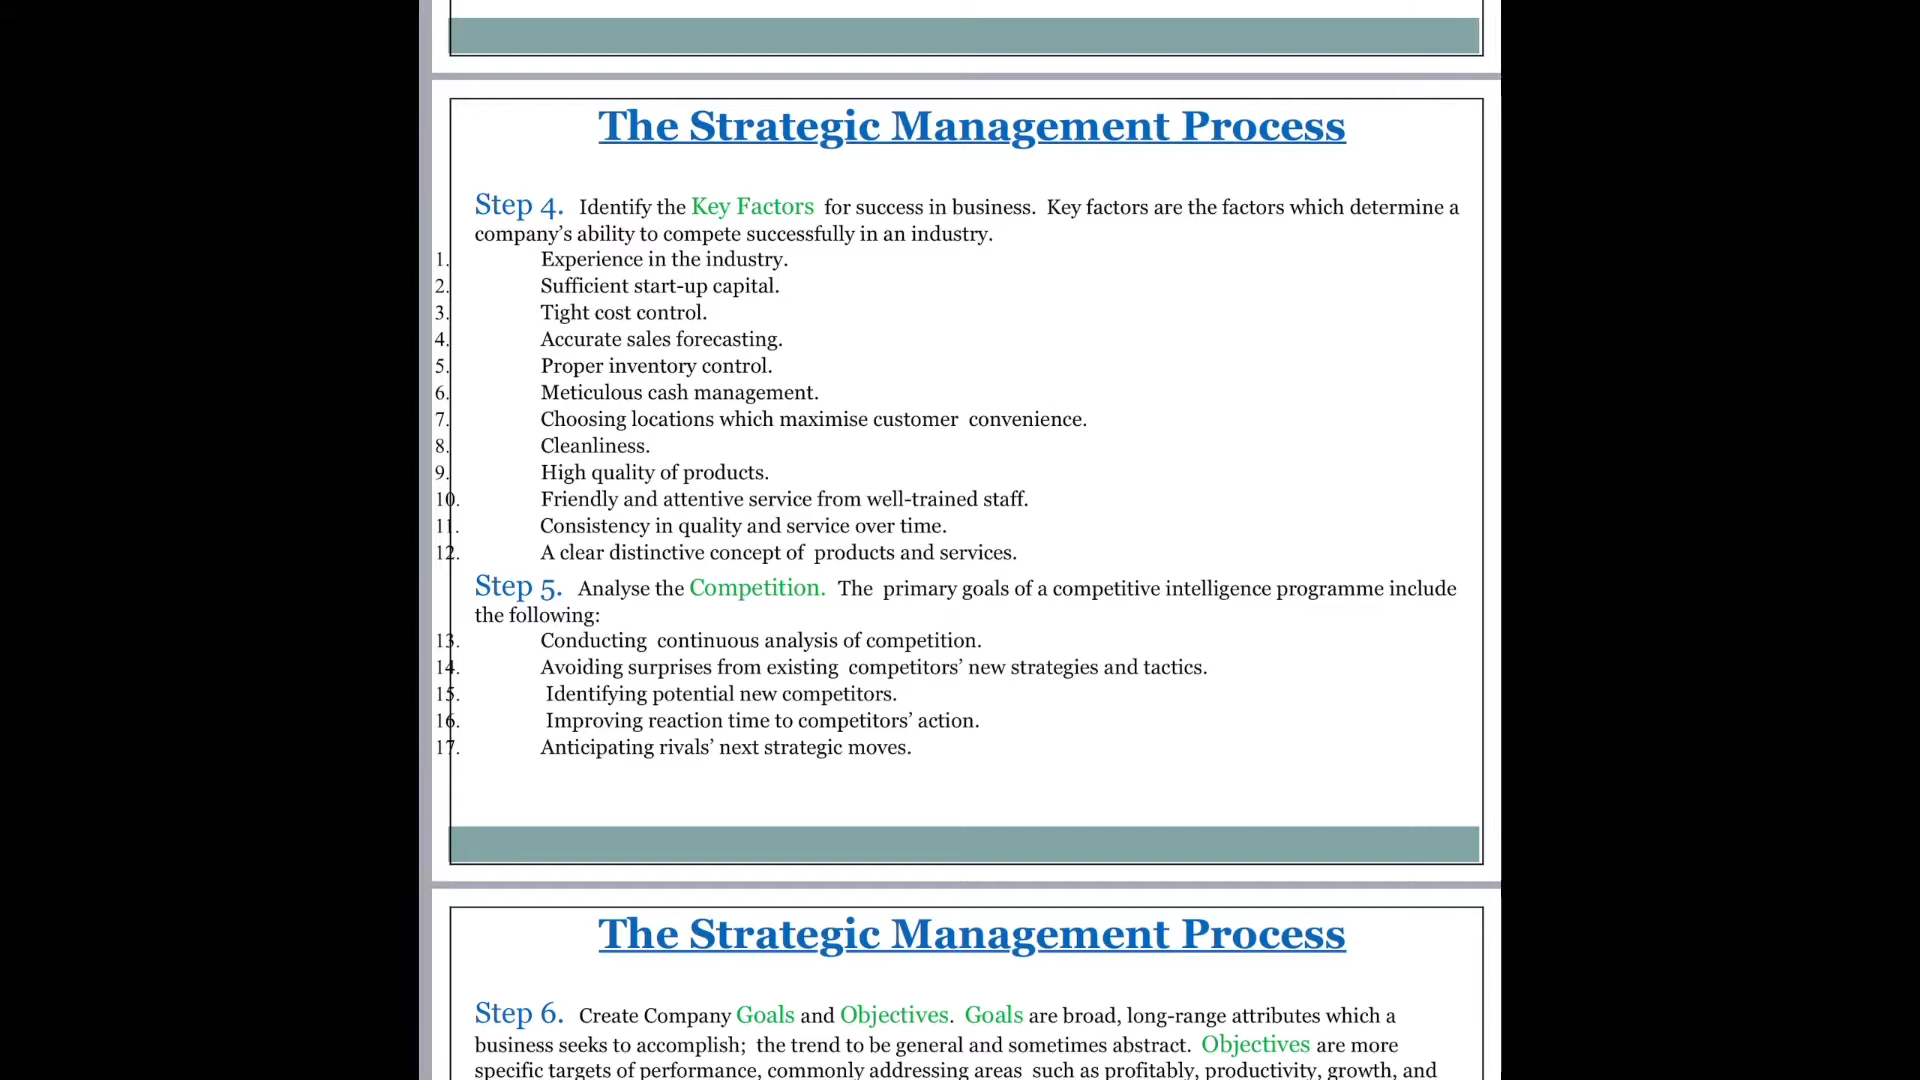 The Strategic Management Process
Step 4. Identify the Key Factors for success in business. Key factors are the factors which determine a
company's ability to compete successfully in an industry.
1. Experience in the industry.
2. Sufficient start-up capital.
3. Tight cost control.
4. Accurate sales forecasting.
5. Proper inventory control.
6. Meticulous cash management.
7. Choosing locations which maximise customer convenience.
8. Cleanliness.
9. High quality of products.
10. Friendly and attentive service from well-trained staff.
11. Consistency in quality and service over time.
12. A clear distinctive concept of products and services.
Step 5. Analyse the Competition. The primary goals of a competitive intelligence programme include
the following:
13. Conducting continuous analysis of competition.
14. Avoiding surprises from existing competitors’ new strategies and tactics.
15. Identifying potential new competitors.
16. Improving reaction time to competitors’ action.
17. Anticipating rivals’ next strategic moves.
The Strategic Management Process
Step 6. Create Company Goals and Objectives. Goals are broad, long-range attributes which a
business seeks to accomplish; the trend to be general and sometimes abstract. Objectives are more
specific targets of performance, commonly addressing areas such as profitably, productivity, growth, and